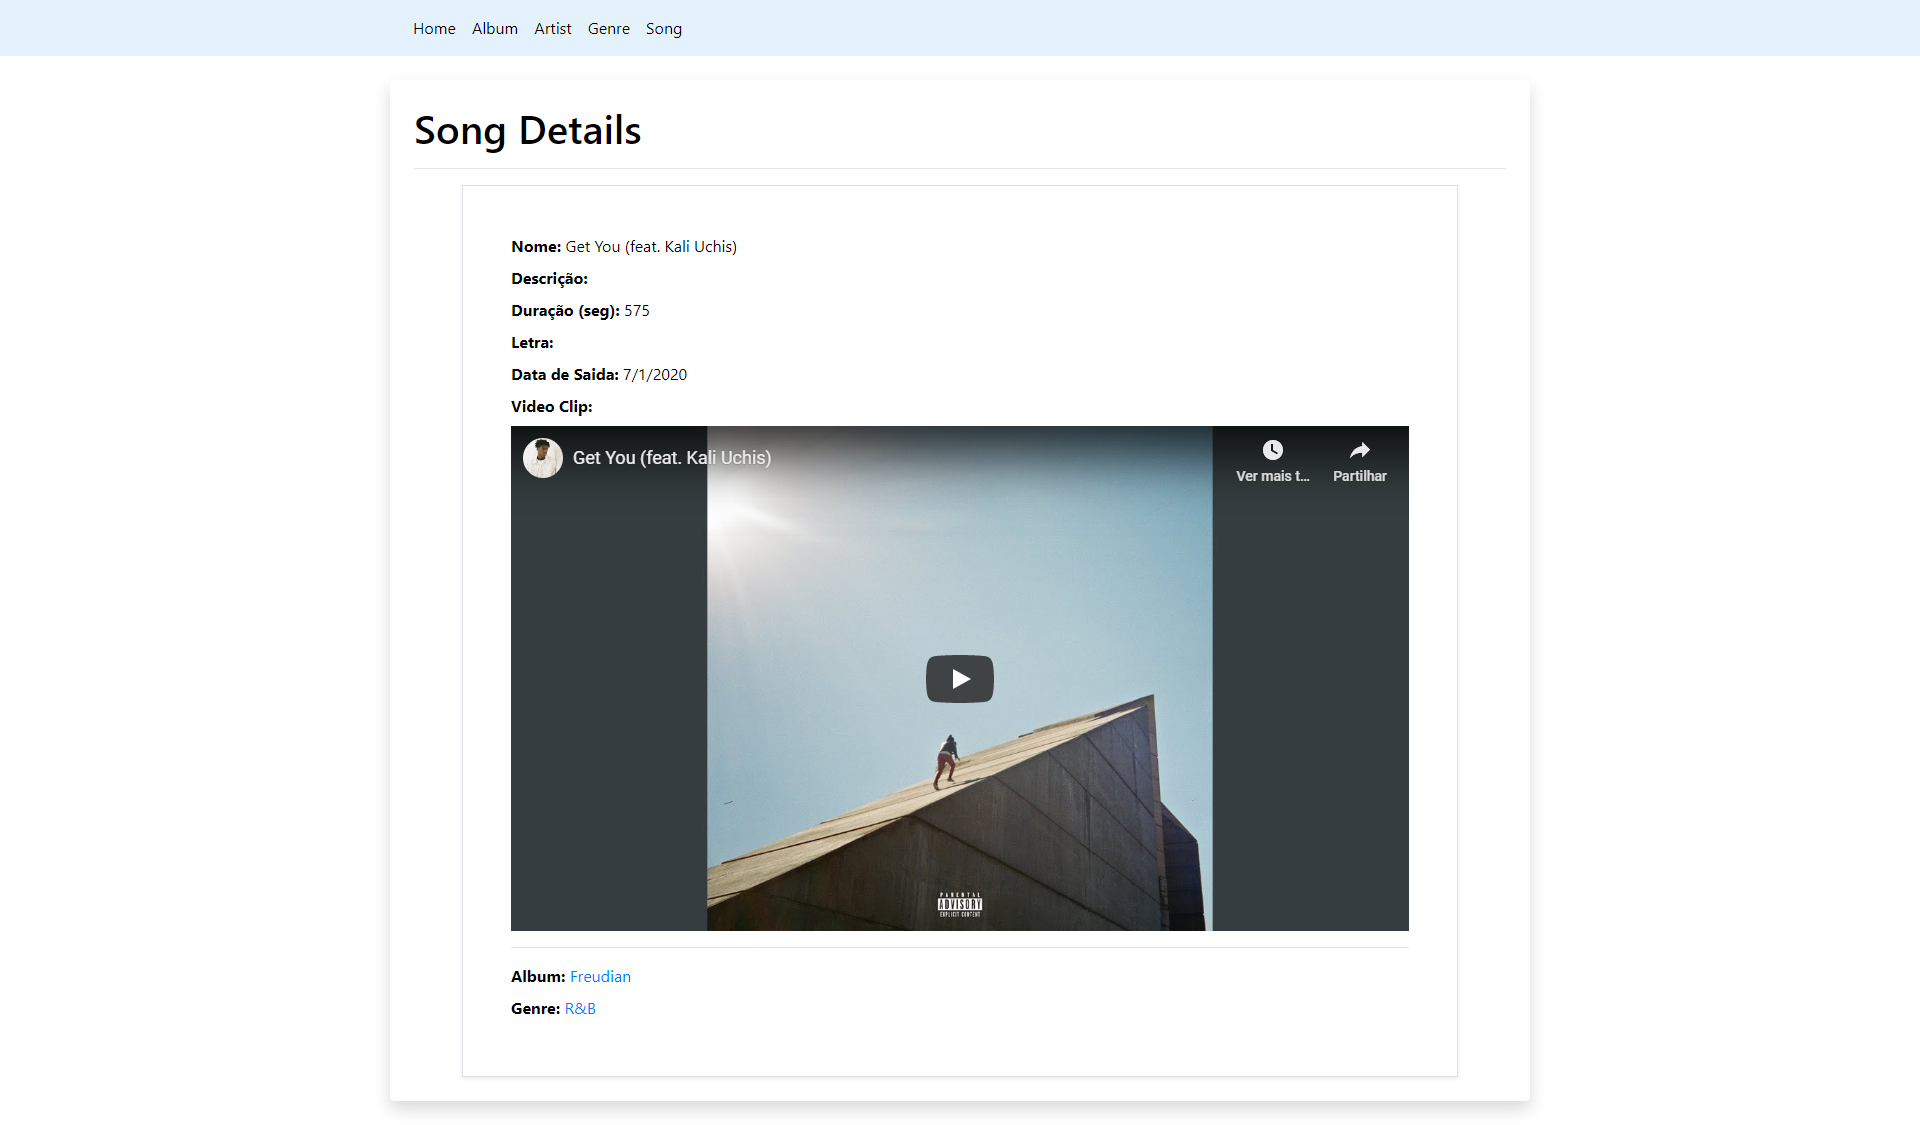 Home Album Artist Genre Song
Song Details
Nome: Get You (feat. Kali Uchis)
Descrição:
Duração (seg): 575
Letra:
Data de Saida: 7/1/2020
Video Clip:
Get You (feat. Kali Uchis)
Ver mais t...
Partilhar
PARENTAL
ADVISORY
EXPLICIT CONTENT
Album: Freudian
Genre: R&B